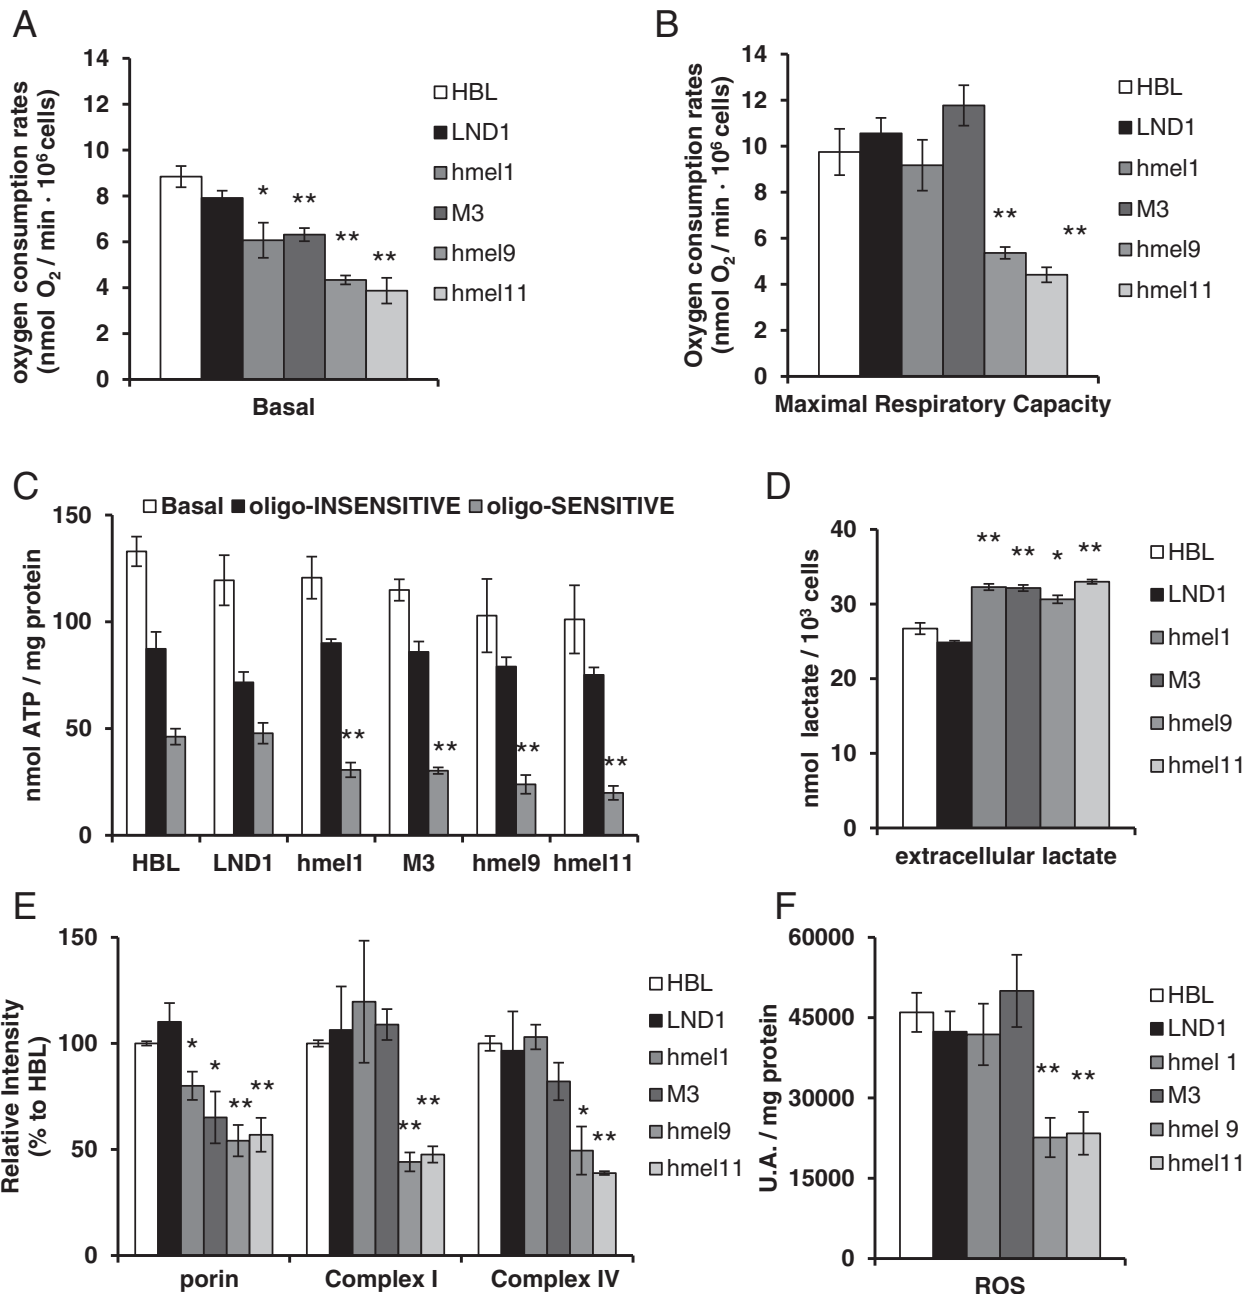 A
oxygen consumption rates
(nmol O2 / min · 10⁶ cells)
14
12
10
8
6
4
2
0
*
**
**
**
Basal
HBL
LND1
hmel1
M3
hmel9
hmel11
B
Oxygen consumption rates
(nmol O2 / min · 10⁶ cells)
14
12
10
8
6
4
2
0
**
**
Maximal Respiratory Capacity
HBL
LND1
hmel1
M3
hmel9
hmel11
C
Basal oligo-INSENSITIVE oligo-SENSITIVE
nmol ATP / mg protein
150
100
50
0
**
**
**
**
HBL LND1 hmel1 M3 hmel9 hmel11
D
nmol lactate / 10³ cells
40
30
20
10
0
** ** * **
extracellular lactate
HBL
LND1
hmel1
M3
hmel9
hmel11
E
Relative Intensity
(% to HBL)
150
100
50
0
* * ** **
** **
* **
porin Complex I Complex IV
HBL
LND1
hmel1
M3
hmel9
hmel11
F
U.A. / mg protein
60000
45000
30000
15000
0
** **
ROS
HBL
LND1
hmel 1
M3
hmel 9
hmel11